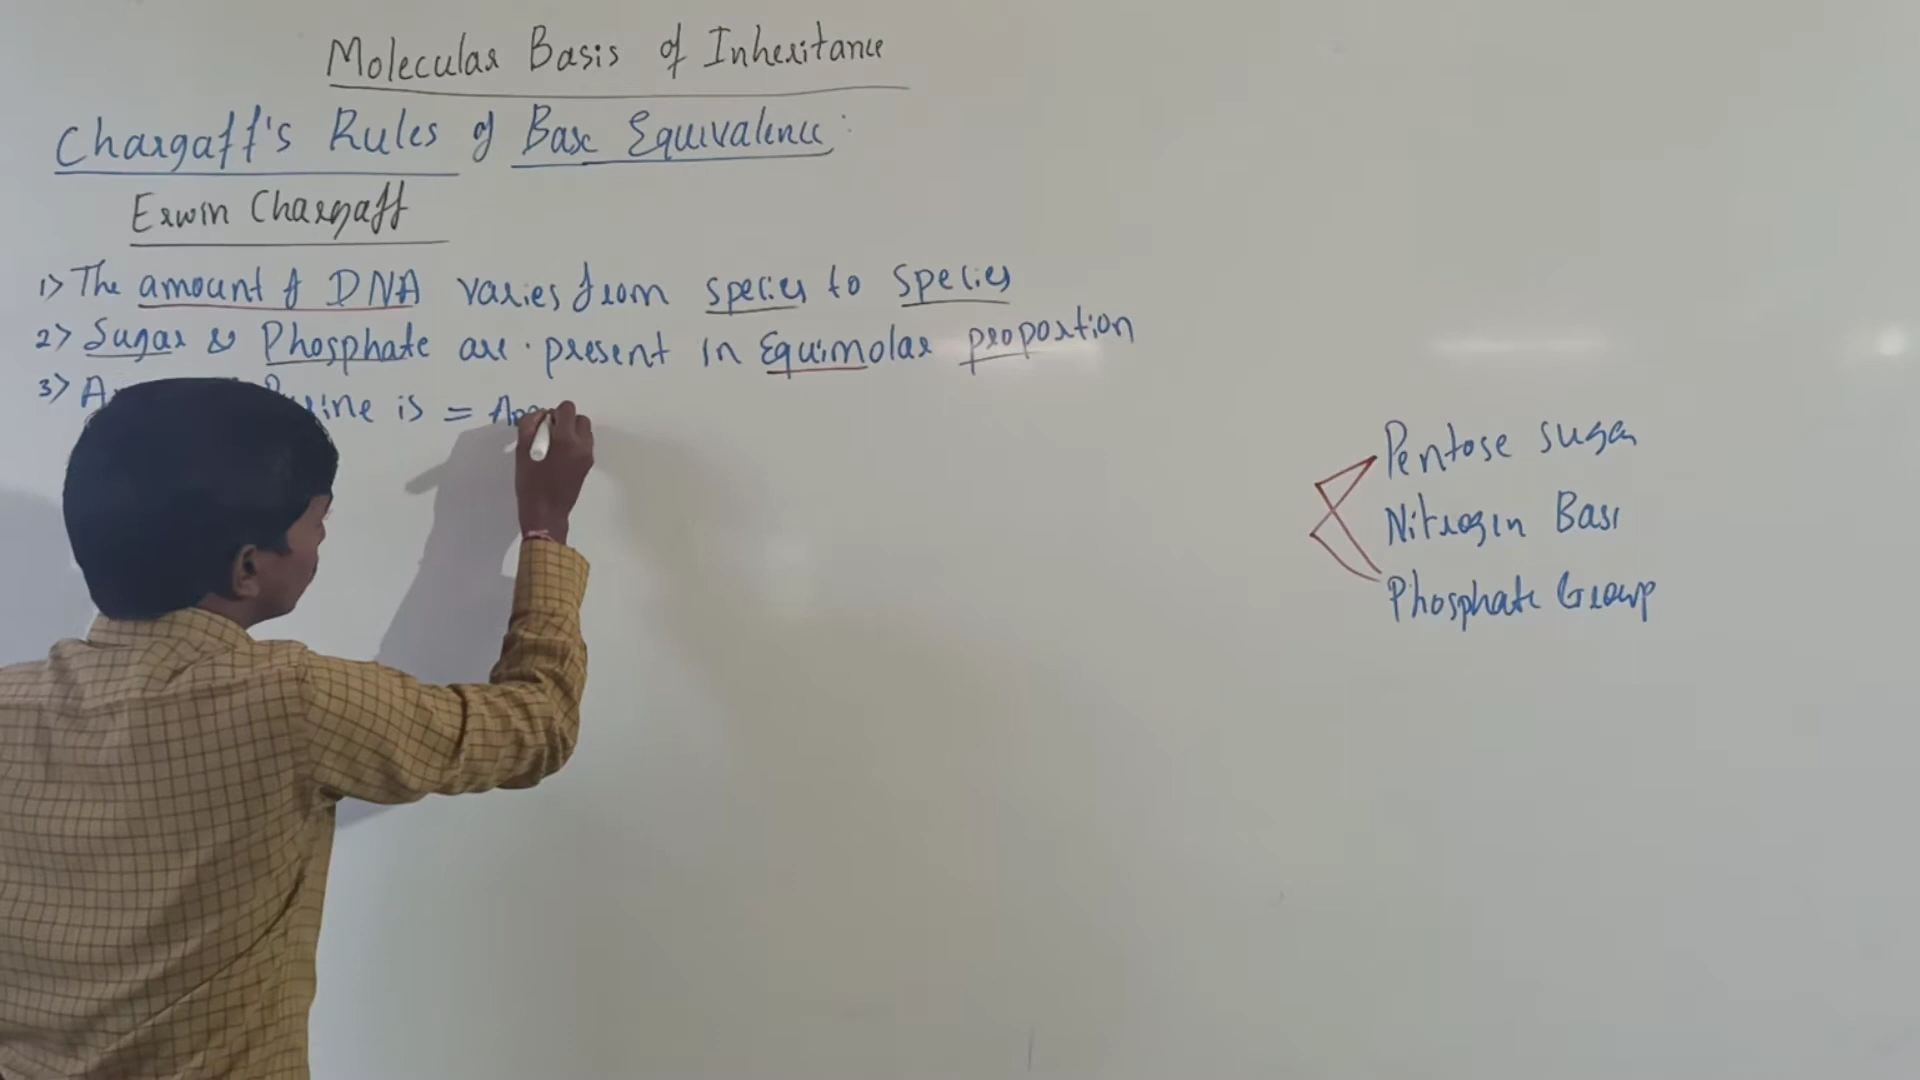 Molecular Basis of Inheritance
Chargaff's Rules of Base Equivalence:
Erwin Chargaff
1) The amount of DNA varies from species to species
2) Sugar & Phosphate are present in Equimolar proportion
3) is =
Pentose sugar
Nitrogen Base
Phosphate Group